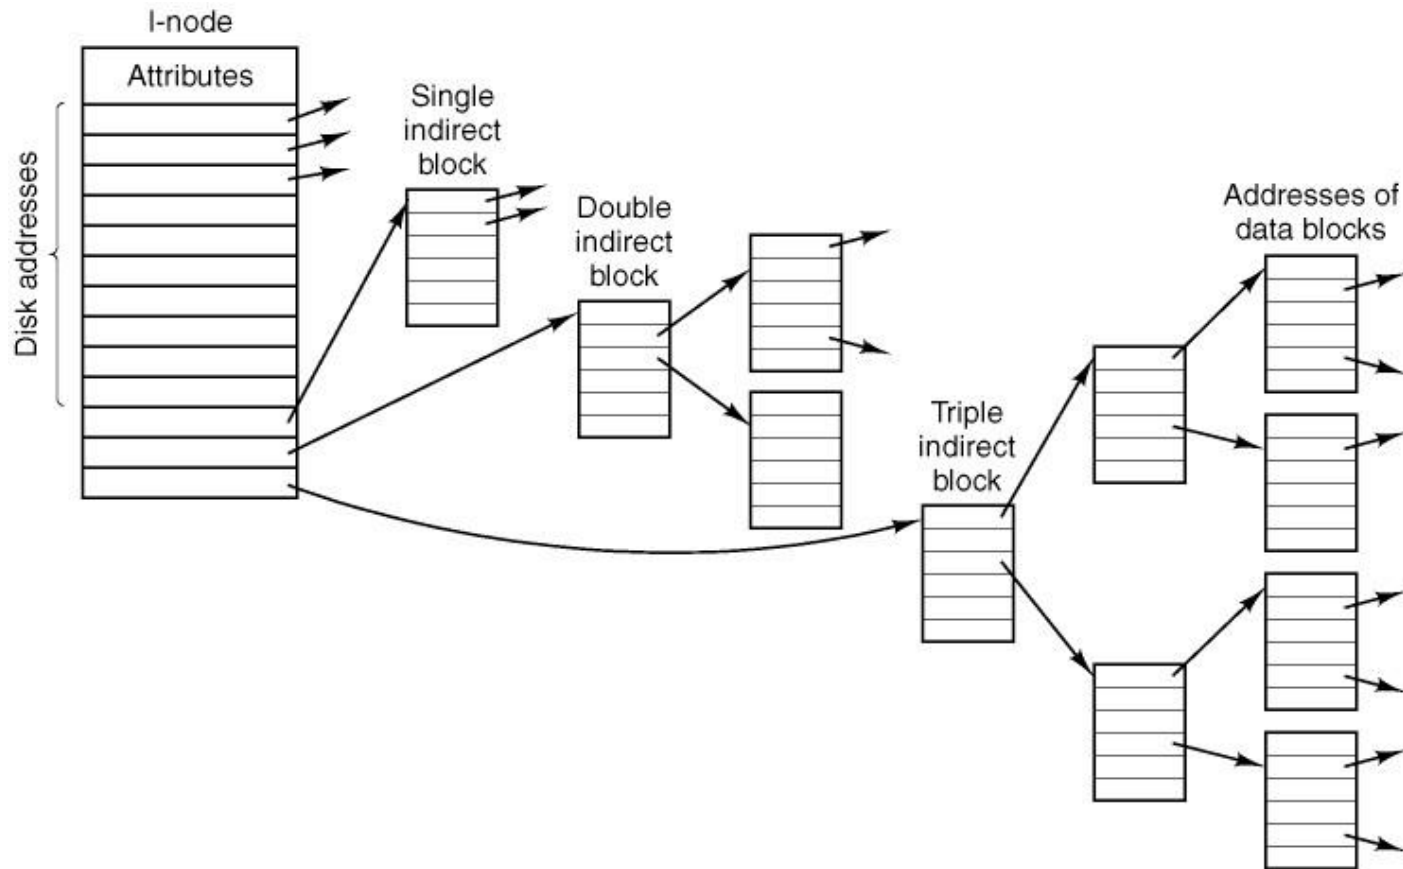 I-node
Attributes
Disk addresses
Single
indirect
block
Double
indirect
block
Triple
indirect
block
Addresses of
data blocks